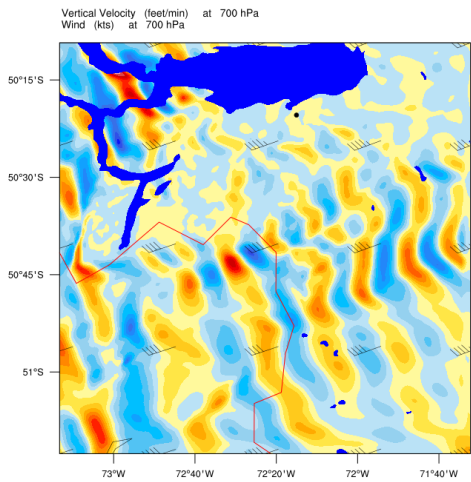 Vertical Velocity (feet/min) at 700 hPa
Wind (kts) at 700 hPa
50°15'S
50°30'S
50°45'S
51°S
73°W 72°40'W 72°20'W 72°W 71°40'W